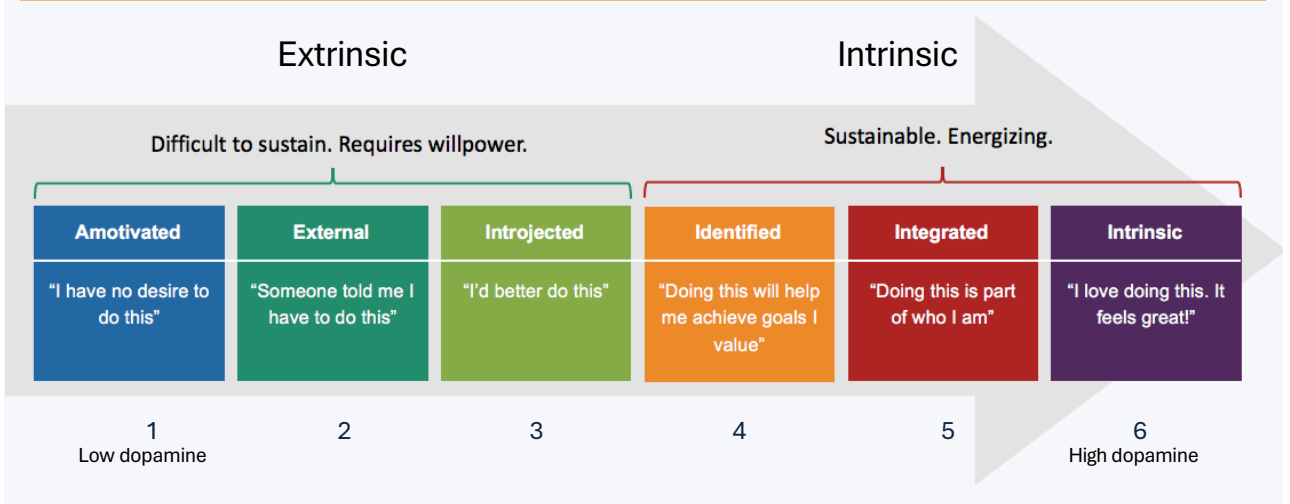 Extrinsic
Intrinsic
Difficult to sustain. Requires willpower.
Sustainable. Energizing.
Amotivated
“I have no desire to
do this”
External
“Someone told me I
have to do this”
Introjected
“I’d better do this”
Identified
“Doing this will help
me achieve goals I
value”
Integrated
“Doing this is part
of who I am”
Intrinsic
“I love doing this. It
feels great!”
1
Low dopamine
2
3
4
5
6
High dopamine